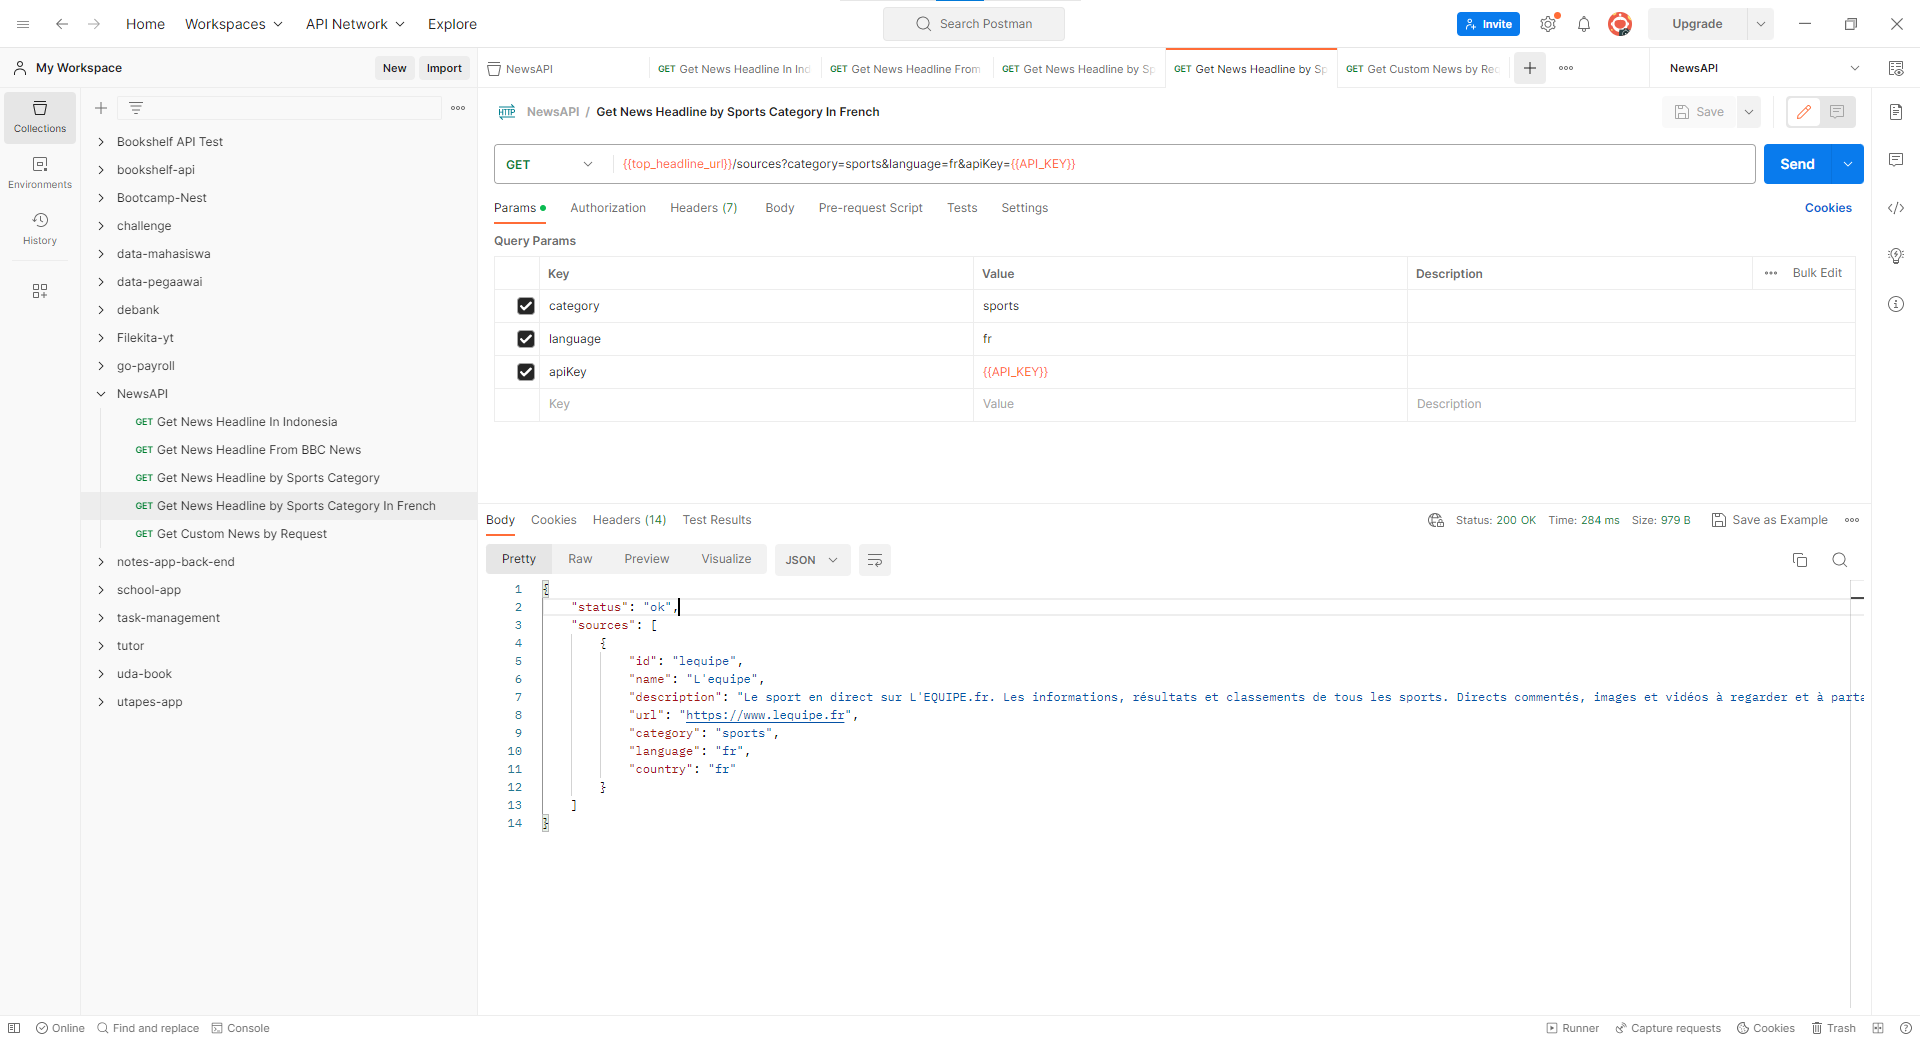 Home
Workspaces
API Network
Explore
Search Postman
Invite
Upgrade
My Workspace
New
Import
NewsAPI
GET Get News Headline In Ind
GET Get News Headline From
GET Get News Headline by Sp
GET Get News Headline by Sp
GET Get Custom News by Rec
NewsAPI
Collections
Environments
History
Bookshelf API Test
bookshelf-api
Bootcamp-Nest
challenge
data-mahasiswa
data-pegaawai
debank
Filekita-yt
go-payroll
NewsAPI
GET Get News Headline In Indonesia
GET Get News Headline From BBC News
GET Get News Headline by Sports Category
GET Get News Headline by Sports Category In French
GET Get Custom News by Request
notes-app-back-end
school-app
task-management
tutor
uda-book
utapes-app
HTTP NewsAPI / Get News Headline by Sports Category In French
Save
GET {{top_headline_url}}/sources?category=sports&language=fr&apiKey={{API_KEY}}
Send
Params Authorization Headers (7) Body Pre-request Script Tests Settings
Cookies
Query Params
Key Value Description
Bulk Edit
category sports
language fr
apiKey {{API_KEY}}
Key Value Description
Body Cookies Headers (14) Test Results
Status: 200 OK Time: 284 ms Size: 979 B
Save as Example
Pretty Raw Preview Visualize JSON
1 {
2 "status": "ok",
3 "sources": [
4 {
5 "id": "lequipe",
6 "name": "L'equipe",
7 "description": "Le sport en direct sur L'EQUIPE.fr. Les informations, résultats et classements de tous les sports. Directs commentés, images et vidéos à regarder et à parta
8 "url": "https://www.lequipe.fr",
9 "category": "sports",
10 "language": "fr",
11 "country": "fr"
12 }
13 ]
14 }
Online
Find and replace
Console
Runner
Capture requests
Cookies
Trash